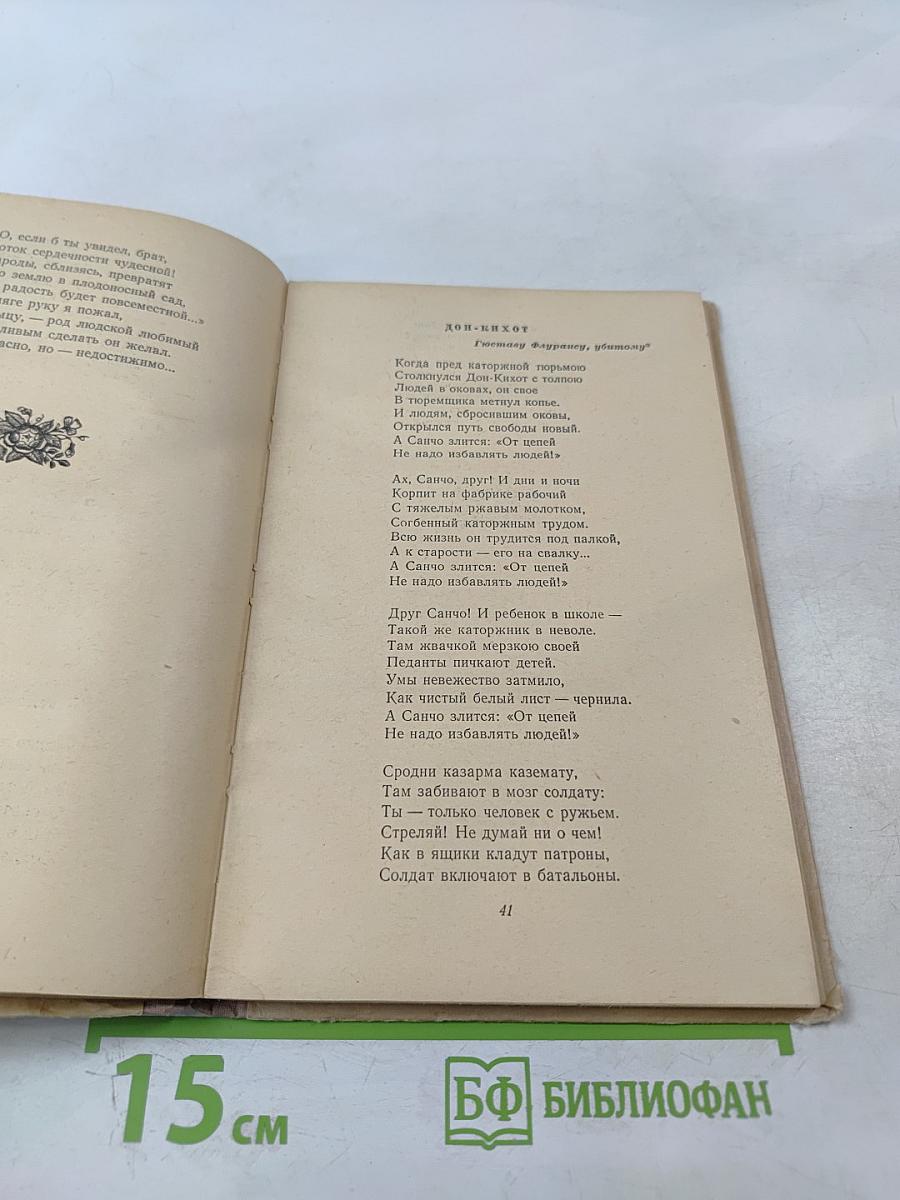 О, если б ты увидел, брат,
оток сердечности чудесной!
ироды, сблизясь, превратят
ю землю в плодоносный сад,
радость будет повсеместной...»
яге руку я пожал,
мцу, — род людской любимый
ливым сделать он желал.
асно, но — недостижимо...
ДОН-КИХОТ
Гюставу Флурансу, убитому*
Когда пред каторжной тюрьмою
Столкнулся Дон-Кихот с толпою
Людей в оковах, он свое
В тюремщика метнул копье.
И людям, сбросившим оковы,
Открылся путь свободы новый.
А Санчо злится: «От цепей
Не надо избавлять людей!»
Ах, Санчо, друг! И дни и ночи
Корпит на фабрике рабочий
С тяжелым ржавым молотком,
Согбенный каторжным трудом.
Всю жизнь он трудится под палкой,
А к старости — его на свалку...
А Санчо злится: «От цепей
Не надо избавлять людей!»
Друг Санчо! И ребенок в школе —
Такой же каторжник в неволе.
Там жвачкой мерзкою своей
Педанты пичкают детей.
Умы невежество затмило,
Как чистый белый лист — чернила.
А Санчо злится: «От цепей
Не надо избавлять людей!»
Сродни казарма каземату,
Там забивают в мозг солдату:
Ты — только человек с ружьем.
Стреляй! Не думай ни о чем!
Как в ящики кладут патроны,
Солдат включают в батальоны.
41
15 см
БФ БИБЛИОФАН